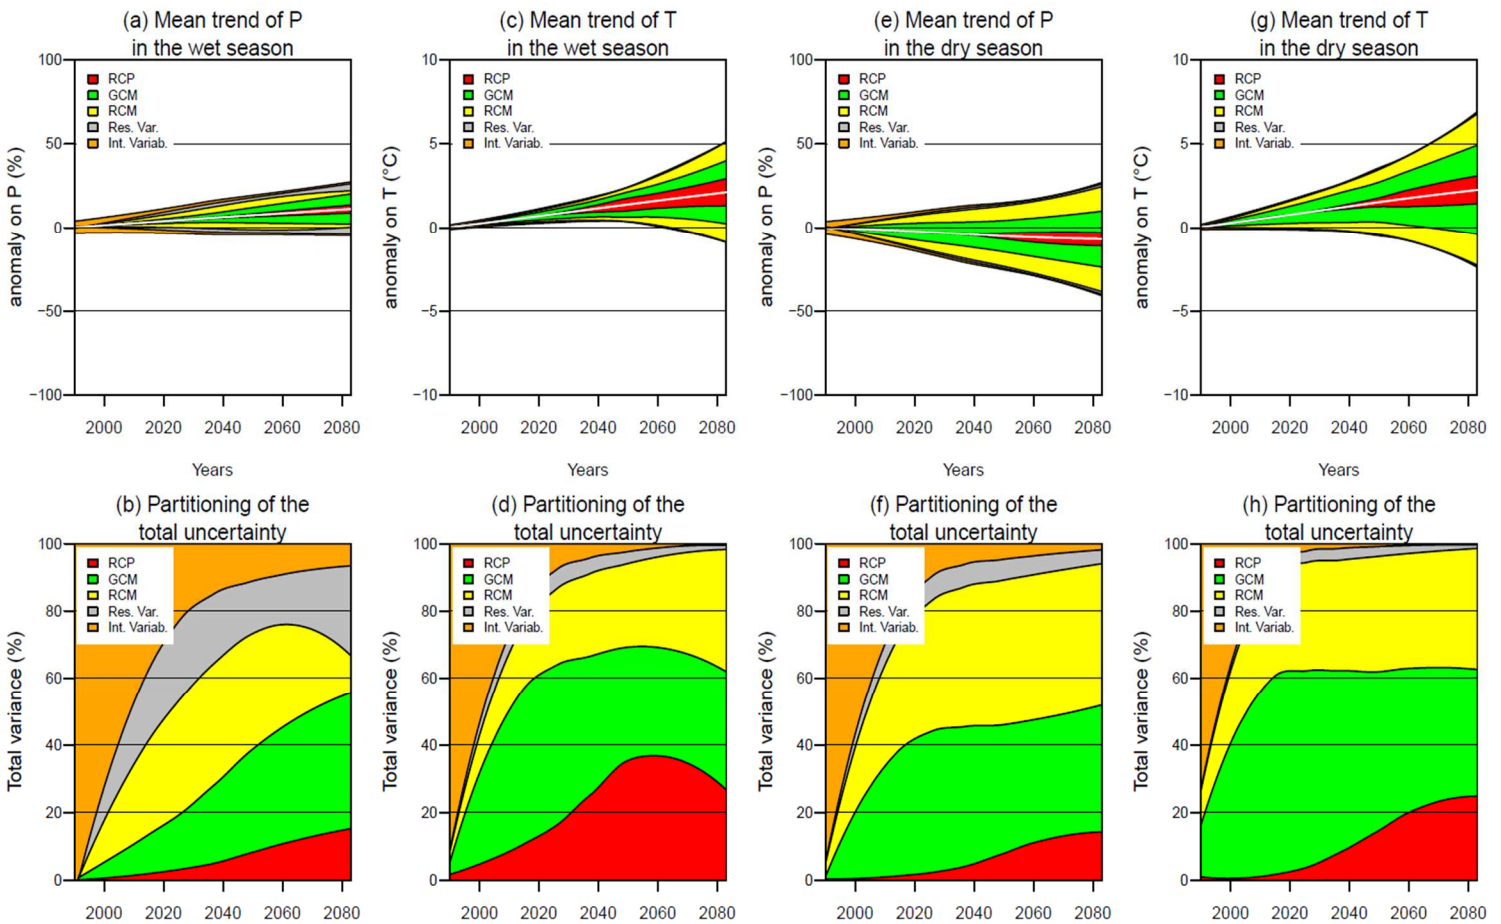 (a) Mean trend of P
in the wet season
100
50
0
−50
−100
anomaly on P (%)
RCP
GCM
RCM
Res. Var.
Int. Variab.
2000 2020 2040 2060 2080
Years
(c) Mean trend of T
in the wet season
10
5
0
−5
−10
anomaly on T (°C)
RCP
GCM
RCM
Res. Var.
Int. Variab.
2000 2020 2040 2060 2080
Years
(e) Mean trend of P
in the dry season
100
50
0
−50
−100
anomaly on P (%)
RCP
GCM
RCM
Res. Var.
Int. Variab.
2000 2020 2040 2060 2080
Years
(g) Mean trend of T
in the dry season
10
5
0
−5
−10
anomaly on T (°C)
RCP
GCM
RCM
Res. Var.
Int. Variab.
2000 2020 2040 2060 2080
Years
(b) Partitioning of the
total uncertainty
100
80
60
40
20
0
Total variance (%)
RCP
GCM
RCM
Res. Var.
Int. Variab.
2000 2020 2040 2060 2080
(d) Partitioning of the
total uncertainty
100
80
60
40
20
0
Total variance (%)
RCP
GCM
RCM
Res. Var.
Int. Variab.
2000 2020 2040 2060 2080
(f) Partitioning of the
total uncertainty
100
80
60
40
20
0
Total variance (%)
RCP
GCM
RCM
Res. Var.
Int. Variab.
2000 2020 2040 2060 2080
(h) Partitioning of the
total uncertainty
100
80
60
40
20
0
Total variance (%)
RCP
GCM
RCM
Res. Var.
Int. Variab.
2000 2020 2040 2060 2080